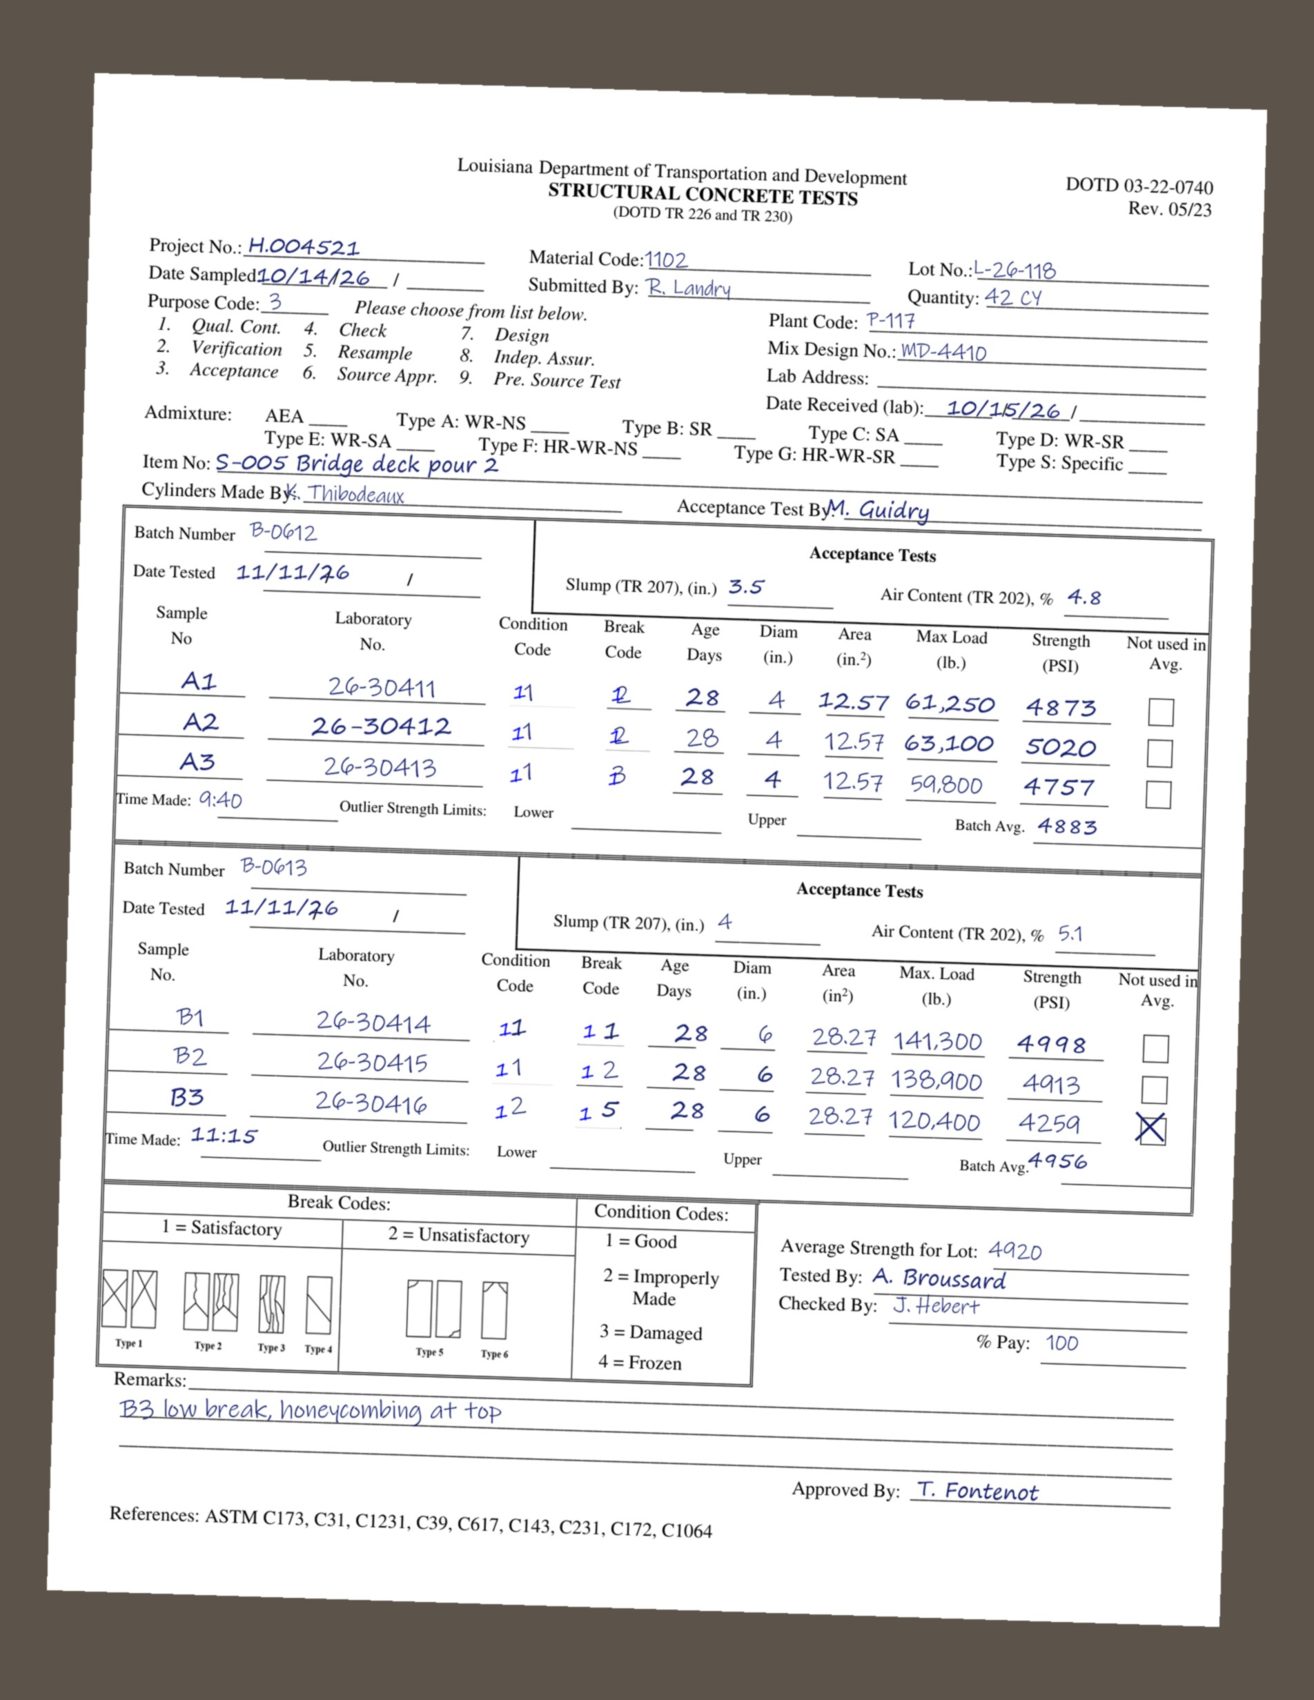 Louisiana Department of Transportation and Development
STRUCTURAL CONCRETE TESTS
(DOTD TR 226 and TR 230)
DOTD 03-22-0740
Rev. 05/23
Project No.: H.004521
Material Code: 1102
Lot No.: L-26-118
Date Sampled 10/14/26 /
Submitted By: R. Landry
Quantity: 42 CY
Purpose Code: 3 Please choose from list below.
Plant Code: P-117
1. Qual. Cont. 4. Check 7. Design
Mix Design No.: MD-4410
2. Verification 5. Resample 8. Indep. Assur.
Lab Address:
3. Acceptance 6. Source Appr. 9. Pre. Source Test
Date Received (lab): 10/15/26 /
Admixture: AEA Type A: WR-NS Type B: SR Type C: SA Type D: WR-SR
Type E: WR-SA Type F: HR-WR-NS Type G: HR-WR-SR Type S: Specific
Item No: S-005 Bridge deck pour 2
Cylinders Made By: K. Thibodeaux Acceptance Test By: M. Guidry
Batch Number B-0612
Acceptance Tests
Date Tested 11/11/26 /
Slump (TR 207), (in.) 3.5 Air Content (TR 202), % 4.8
Sample Laboratory Condition Break Age Diam Area Max Load Strength Not used in
No No. Code Code Days (in.) (in.²) (lb.) (PSI) Avg.
A1 26-30411 11 28 4 12.57 61,250 4873
A2 26-30412 11 28 4 12.57 63,100 5020
A3 26-30413 11 28 4 12.57 59,800 4757
Time Made: 9:40 Outlier Strength Limits: Lower Upper Batch Avg. 4883
Batch Number B-0613
Acceptance Tests
Date Tested 11/11/26 /
Slump (TR 207), (in.) 4 Air Content (TR 202), % 5.1
Sample Laboratory Condition Break Age Diam Area Max. Load Strength Not used in
No. No. Code Code Days (in.) (in²) (lb.) (PSI) Avg.
B1 26-30414 11 1 1 28 6 28.27 141,300 4998
B2 26-30415 11 1 2 28 6 28.27 138,900 4913
B3 26-30416 12 1 5 28 6 28.27 120,400 4259 X
Time Made: 11:15 Outlier Strength Limits: Lower Upper Batch Avg. 4956
Break Codes:
1 = Satisfactory 2 = Unsatisfactory
Type 1 Type 2 Type 3 Type 4 Type 5 Type 6
Condition Codes:
1 = Good
2 = Improperly
Made
3 = Damaged
4 = Frozen
Average Strength for Lot: 4920
Tested By: A. Broussard
Checked By: J. Hebert
% Pay: 100
Remarks:
B3 low break, honeycombing at top
Approved By: T. Fontenot
References: ASTM C173, C31, C1231, C39, C617, C143, C231, C172, C1064